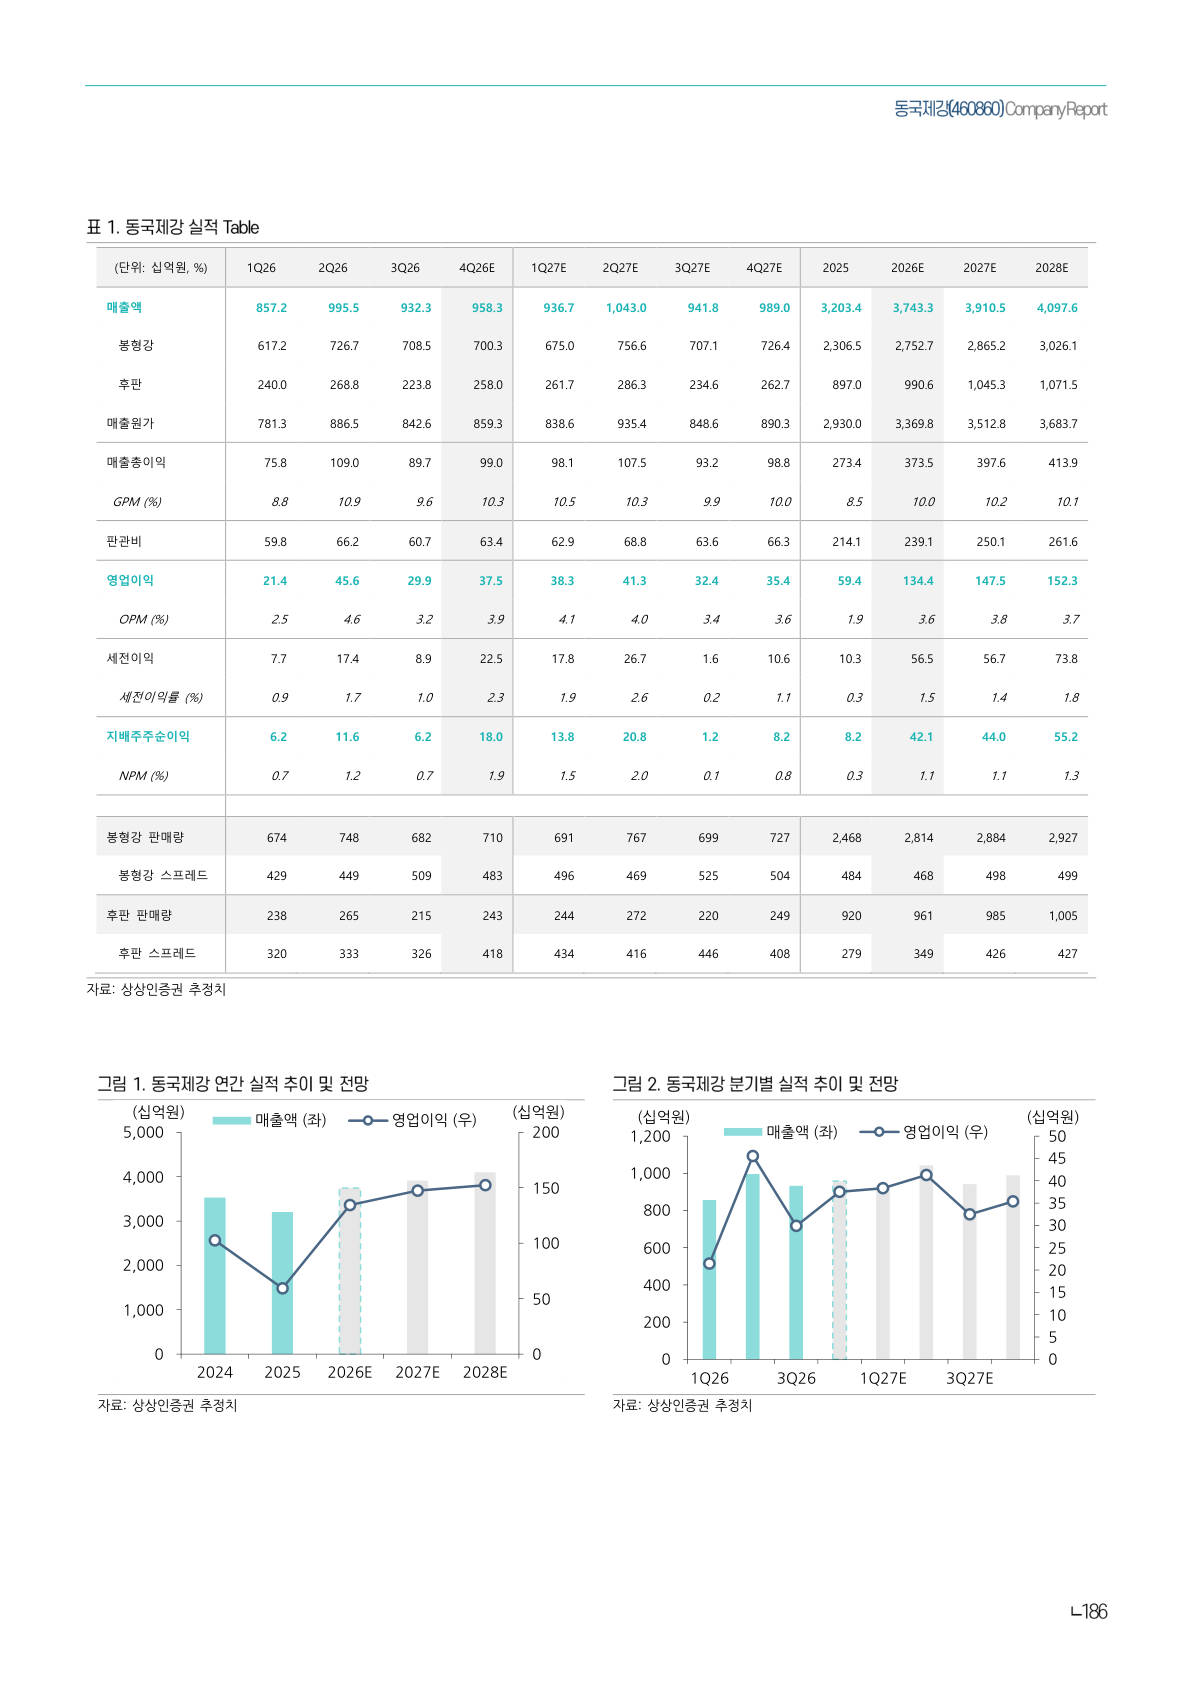 동국제강(460860) Company Report
표 1. 동국제강 실적 Table
(단위: 십억원, %) 1Q26 2Q26 3Q26 4Q26E 1Q27E 2Q27E 3Q27E 4Q27E 2025 2026E 2027E 2028E
매출액 857.2 995.5 932.3 958.3 936.7 1,043.0 941.8 989.0 3,203.4 3,743.3 3,910.5 4,097.6
봉형강 617.2 726.7 708.5 700.3 675.0 756.6 707.1 726.4 2,306.5 2,752.7 2,865.2 3,026.1
후판 240.0 268.8 223.8 258.0 261.7 286.3 234.6 262.7 897.0 990.6 1,045.3 1,071.5
매출원가 781.3 886.5 842.6 859.3 838.6 935.4 848.6 890.3 2,930.0 3,369.8 3,512.8 3,683.7
매출총이익 75.8 109.0 89.7 99.0 98.1 107.5 93.2 98.8 273.4 373.5 397.6 413.9
GPM (%) 8.8 10.9 9.6 10.3 10.5 10.3 9.9 10.0 8.5 10.0 10.2 10.1
판관비 59.8 66.2 60.7 63.4 62.9 68.8 63.6 66.3 214.1 239.1 250.1 261.6
영업이익 21.4 45.6 29.9 37.5 38.3 41.3 32.4 35.4 59.4 134.4 147.5 152.3
OPM (%) 2.5 4.6 3.2 3.9 4.1 4.0 3.4 3.6 1.9 3.6 3.8 3.7
세전이익 7.7 17.4 8.9 22.5 17.8 26.7 1.6 10.6 10.3 56.5 56.7 73.8
세전이익률 (%) 0.9 1.7 1.0 2.3 1.9 2.6 0.2 1.1 0.3 1.5 1.4 1.8
지배주주순이익 6.2 11.6 6.2 18.0 13.8 20.8 1.2 8.2 8.2 42.1 44.0 55.2
NPM (%) 0.7 1.2 0.7 1.9 1.5 2.0 0.1 0.8 0.3 1.1 1.1 1.3
봉형강 판매량 674 748 682 710 691 767 699 727 2,468 2,814 2,884 2,927
봉형강 스프레드 429 449 509 483 496 469 525 504 484 468 498 499
후판 판매량 238 265 215 243 244 272 220 249 920 961 985 1,005
후판 스프레드 320 333 326 418 434 416 446 408 279 349 426 427
자료: 상상인증권 추정치
그림 1. 동국제강 연간 실적 추이 및 전망
(십억원) 매출액 (좌) 영업이익 (우) (십억원)
5,000 200
4,000 150
3,000
100
2,000
50
1,000
0 0
2024 2025 2026E 2027E 2028E
자료: 상상인증권 추정치
그림 2. 동국제강 분기별 실적 추이 및 전망
(십억원) (십억원)
매출액 (좌) 영업이익 (우)
1,200 50
45
1,000 40
800 35
30
600 25
20
400 15
200 10
5
0 0
1Q26 3Q26 1Q27E 3Q27E
자료: 상상인증권 추정치
186